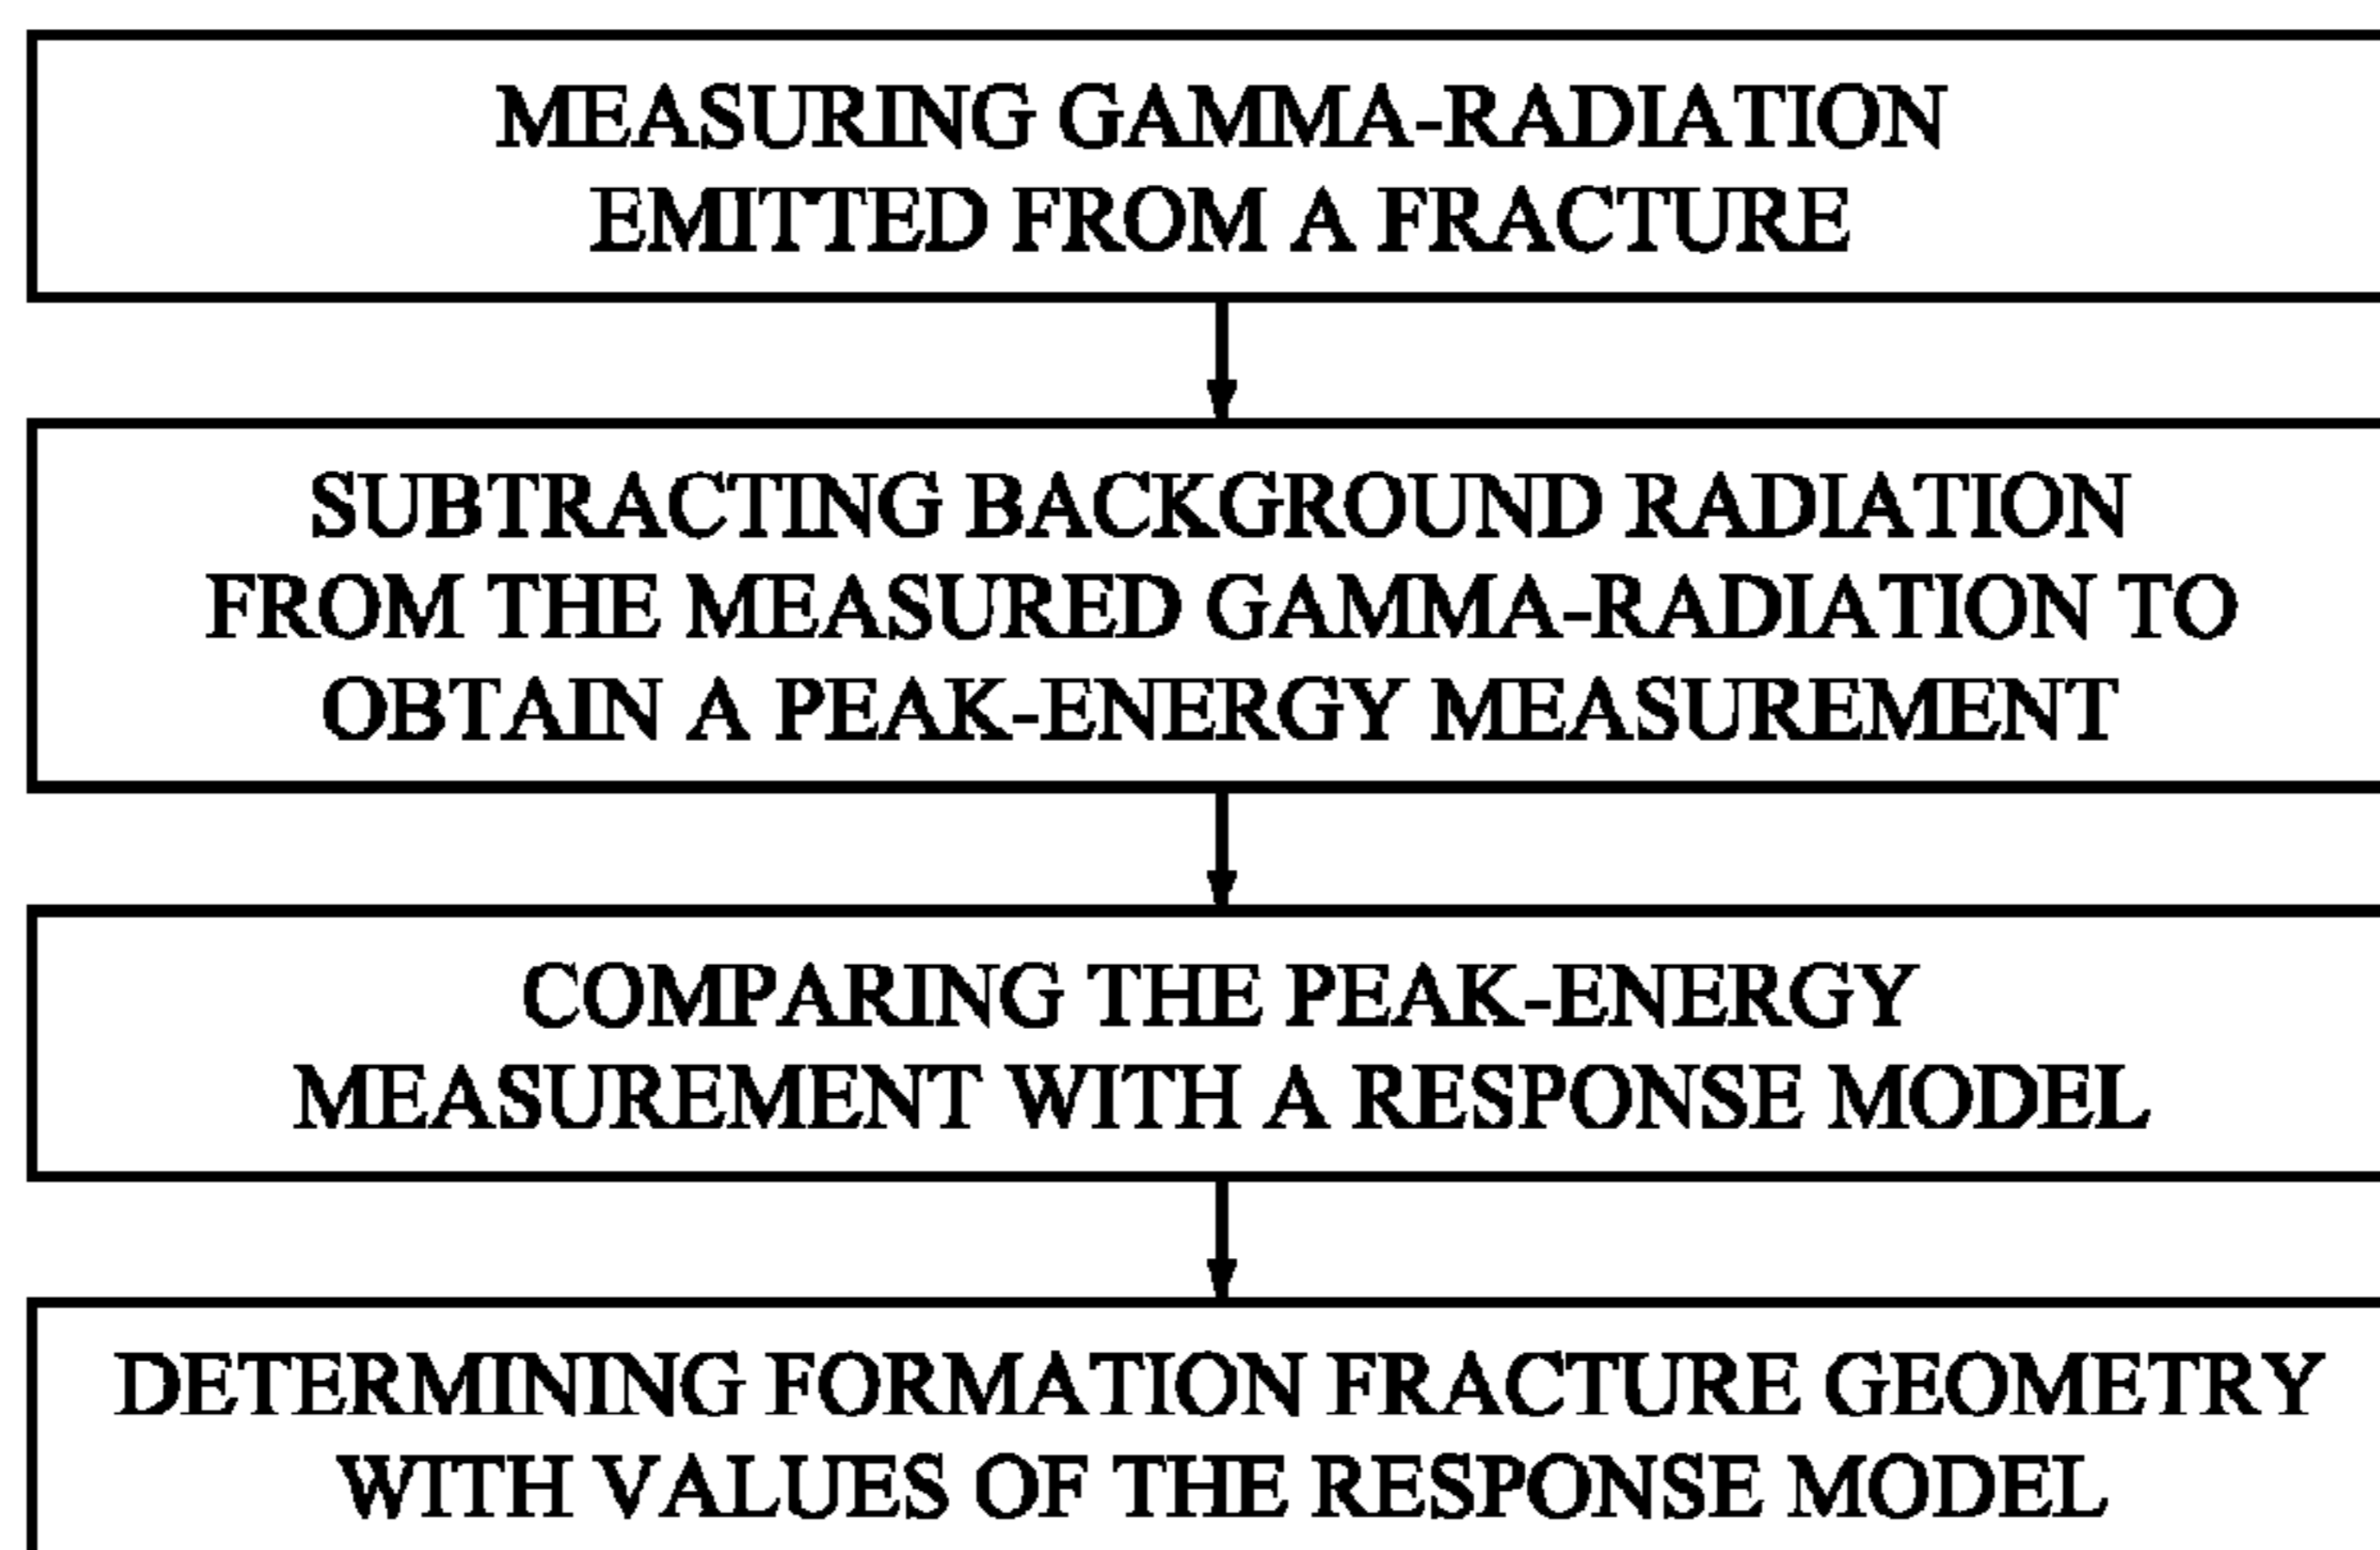 MEASURING GAMMA-RADIATION
EMITTED FROM A FRACTURE
SUBTRACTING BACKGROUND RADIATION
FROM THE MEASURED GAMMA-RADIATION TO
OBTAIN A PEAK-ENERGY MEASUREMENT
COMPARING THE PEAK-ENERGY
MEASUREMENT WITH A RESPONSE MODEL
DETERMINING FORMATION FRACTURE GEOMETRY
WITH VALUES OF THE RESPONSE MODEL